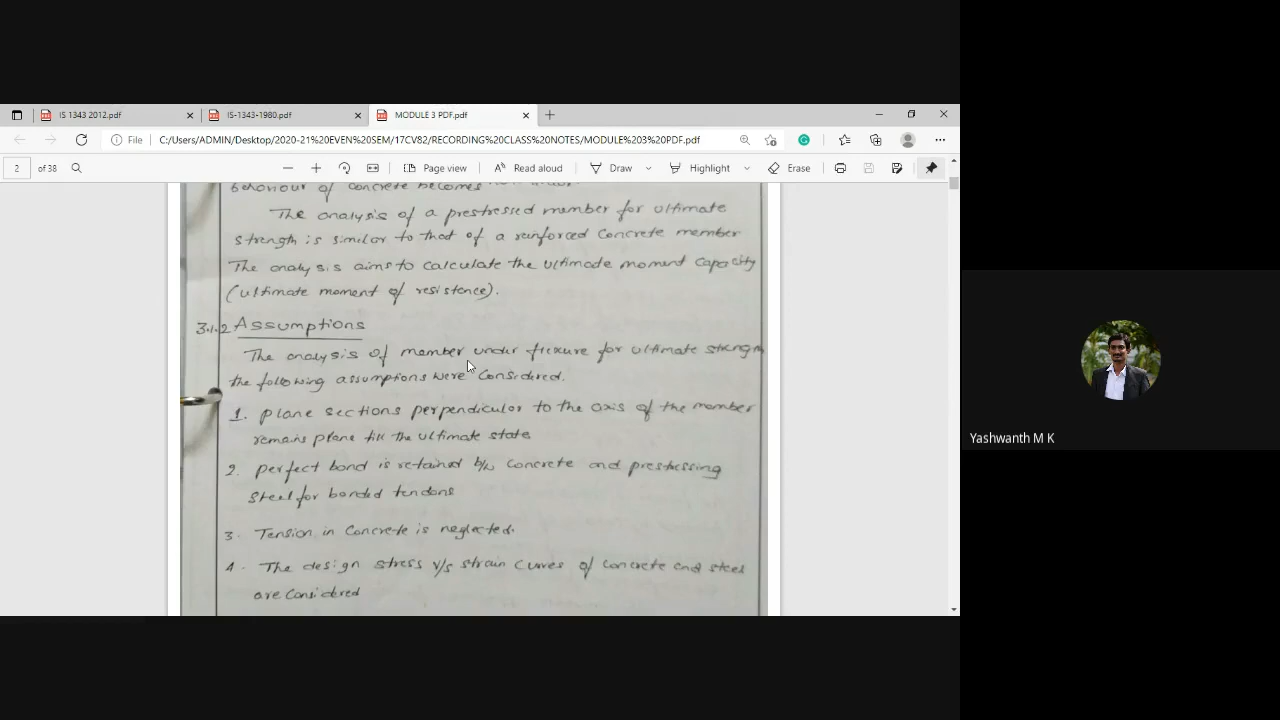 IS 1343 2012.pdf
IS-1343-1980.pdf
MODULE 3 PDF.pdf
File
C:/Users/ADMIN/Desktop/2020-21%20EVEN%20SEM/17CV82/RECORDING%20CLASS%20NOTES/MODULE%203%20PDF.pdf
2 of 38
Page view
Read aloud
Draw
Highlight
Erase
behaviour of concrete becomes
The analysis of a prestressed member for ultimate
strength is similar to that of a reinforced concrete member
The analysis aims to calculate the ultimate moment capacity
(ultimate moment of resistence).
3.1.2 Assumptions
The analysis of member under flexure for ultimate strength
the following assumptions were considered.
1. plane sections perpendicular to the axis of the member
remains plane till the ultimate state
2. perfect bond is retained b/w concrete and prestressing
steel for bonded tendons
3. Tension in concrete is neglected.
4. The design stress v/s strain curves of concrete and steel
are considered
Yashwanth M K